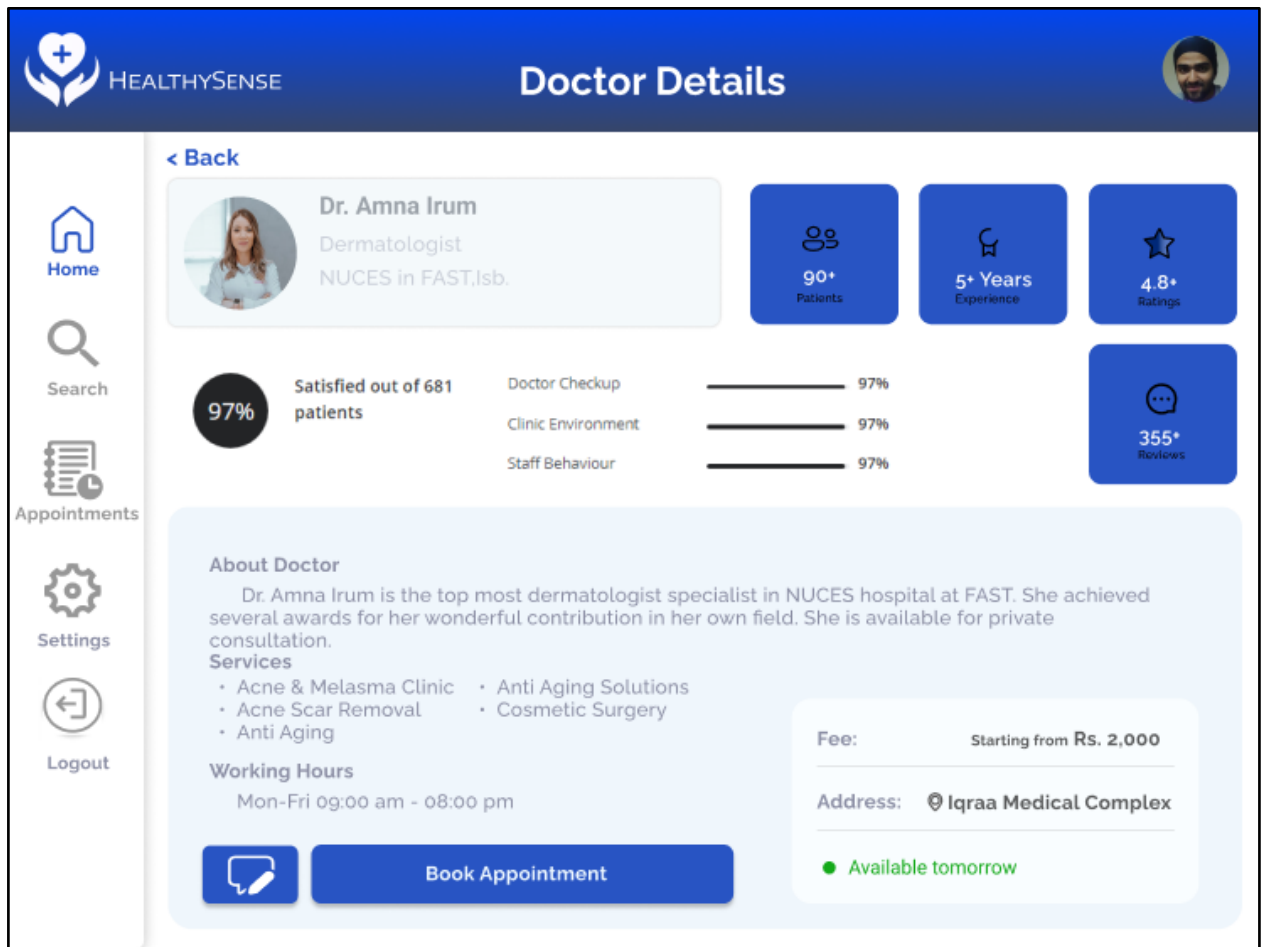 HEALTHYSENSE
Doctor Details
< Back
Home
Search
Appointments
Settings
Logout
Dr. Amna Irum
Dermatologist
NUCES in FAST,Isb.
90+
Patients
5+ Years
Experience
4.8+
Ratings
97%
Satisfied out of 681
patients
Doctor Checkup 97%
Clinic Environment 97%
Staff Behaviour 97%
355+
Reviews
About Doctor
Dr. Amna Irum is the top most dermatologist specialist in NUCES hospital at FAST. She achieved
several awards for her wonderful contribution in her own field. She is available for private
consultation.
Services
• Acne & Melasma Clinic • Anti Aging Solutions
• Acne Scar Removal • Cosmetic Surgery
• Anti Aging
Working Hours
Mon-Fri 09:00 am - 08:00 pm
Book Appointment
Fee: Starting from Rs. 2,000
Address: Iqraa Medical Complex
Available tomorrow